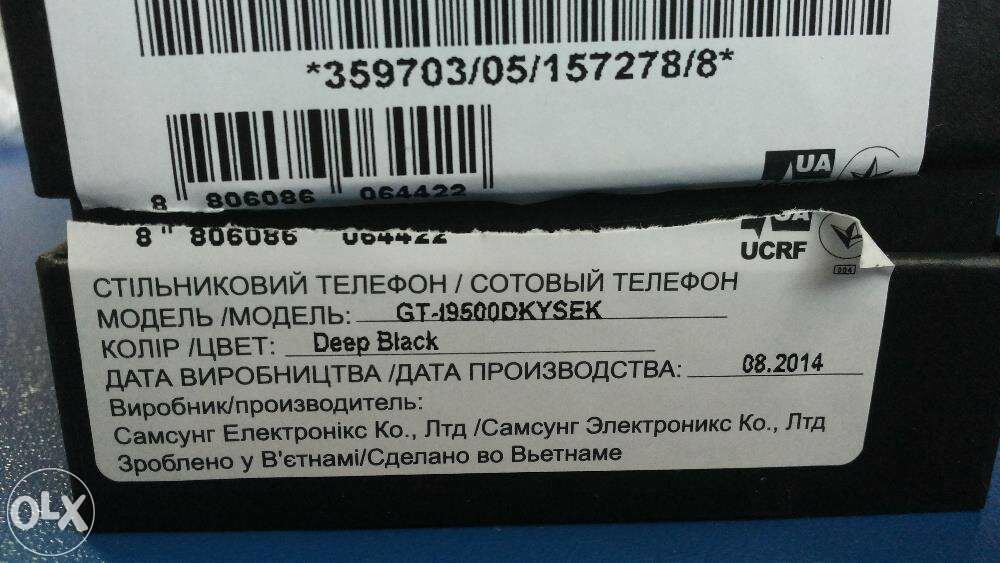 *359703/05/157278/8*
8 806086 064422
UA
8 806086 064422
UA
UCRF
СТІЛЬНИКОВИЙ ТЕЛЕФОН / СОТОВЫЙ ТЕЛЕФОН
МОДЕЛЬ /МОДЕЛЬ: GT-I9500DKYSEK
КОЛІР /ЦВЕТ: Deep Black
ДАТА ВИРОБНИЦТВА /ДАТА ПРОИЗВОДСТВА: 08.2014
Виробник/производитель:
Самсунг Електронікс Ко., Лтд /Самсунг Электроникс Ко., Лтд
Зроблено у В'єтнамі/Сделано во Вьетнаме
OLX